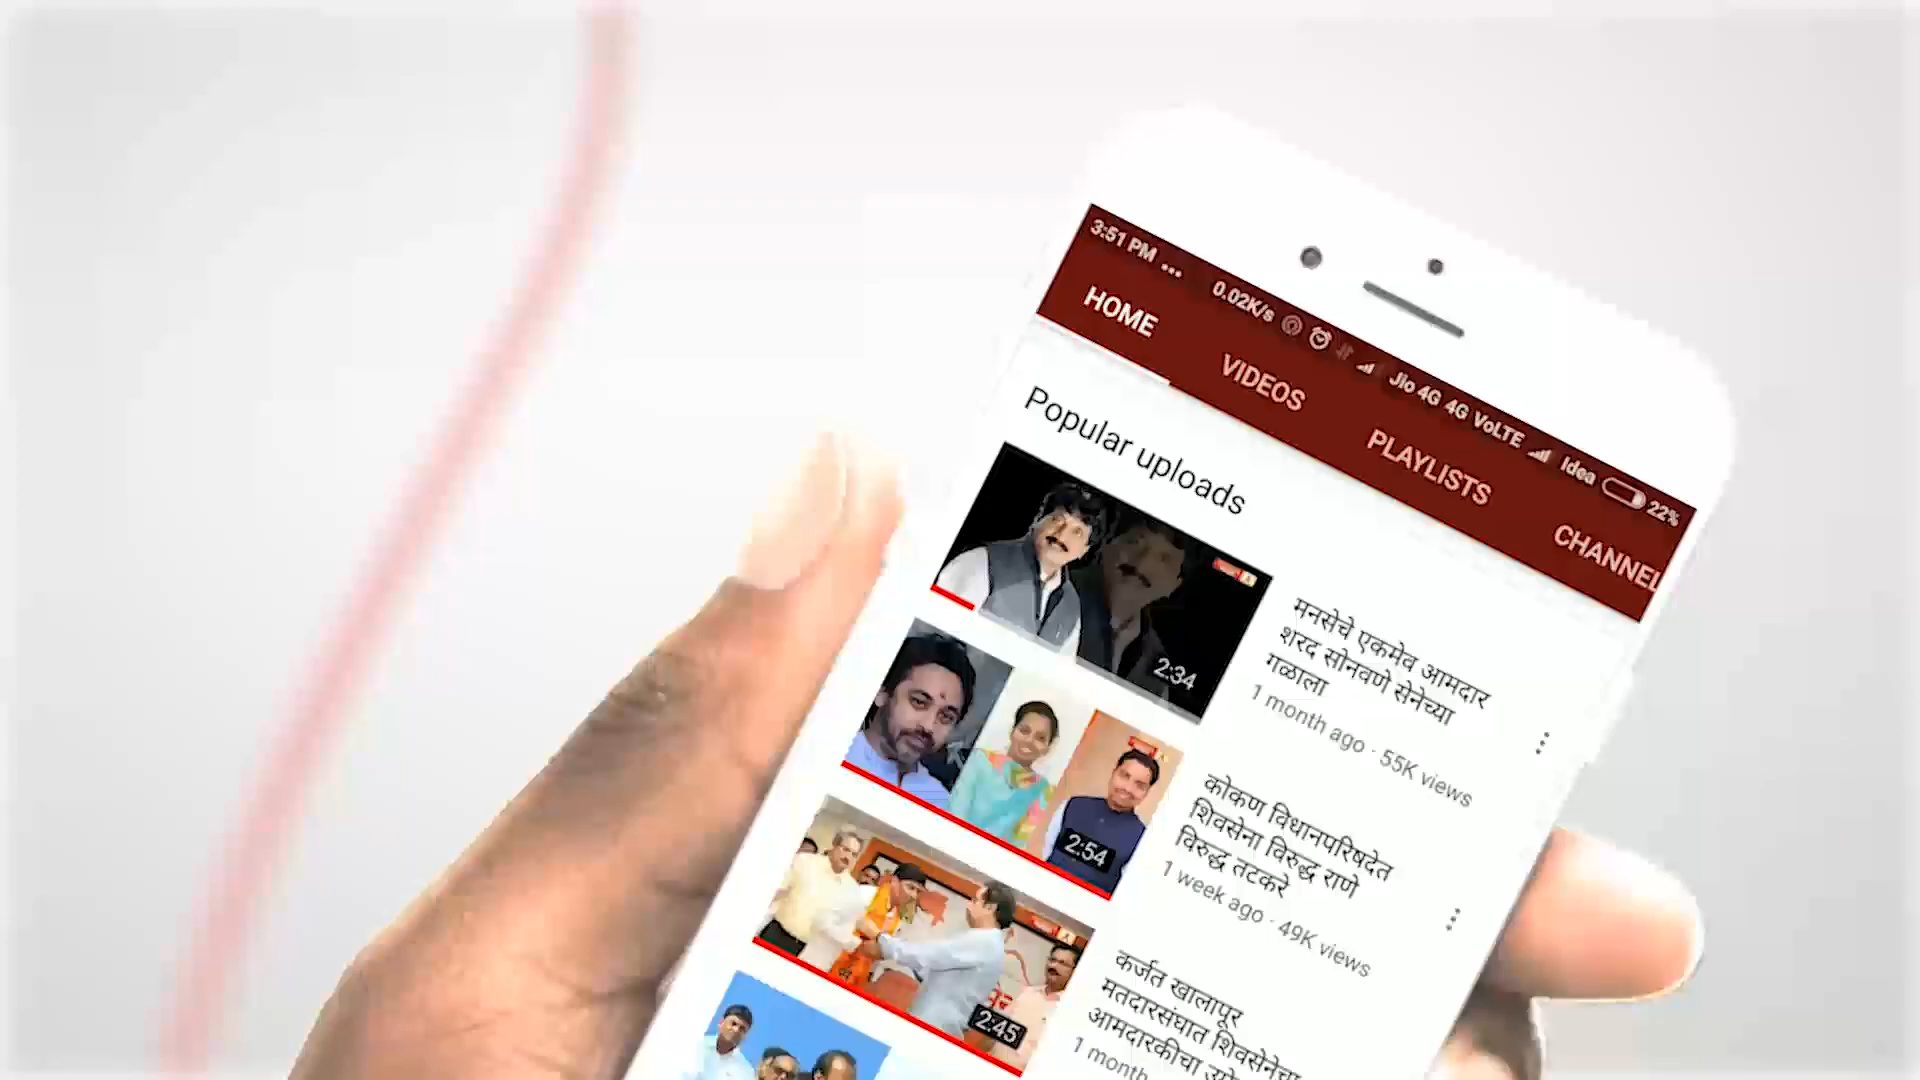 3:51 PM ... 0.02K/s Jio 4G 4G VoLTE Idea 22%
HOME VIDEOS PLAYLISTS CHANNEL
Popular uploads
2:34
मनसेचे एकमेव आमदार
शरद सोनवणे सेनेच्या
गळाला
1 month ago · 55K views
2:54
कोकण विधानपरिषदेत
शिवसेना विरुद्ध राणे
विरुद्ध तटकरे
1 week ago · 49K views
2:45
कर्जत खालापूर
मतदारसंघात शिवसेनेचा
आमदारकीचा
1 month